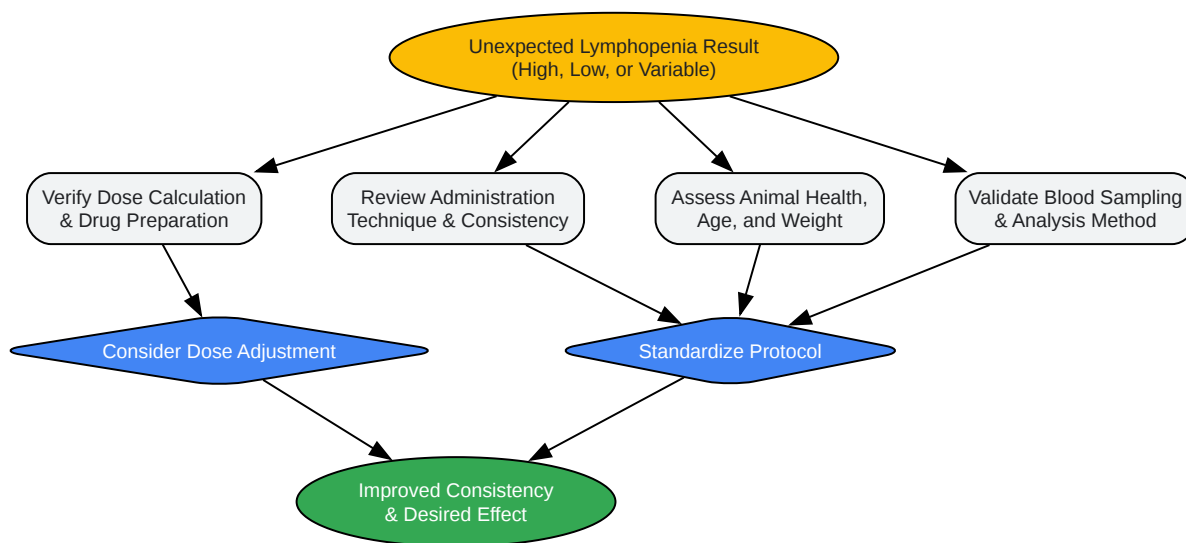 Unexpected Lymphopenia Result
(High, Low, or Variable)
Verify Dose Calculation
& Drug Preparation
Review Administration
Technique & Consistency
Assess Animal Health,
Age, and Weight
Validate Blood Sampling
& Analysis Method
Consider Dose Adjustment
Standardize Protocol
Improved Consistency
& Desired Effect